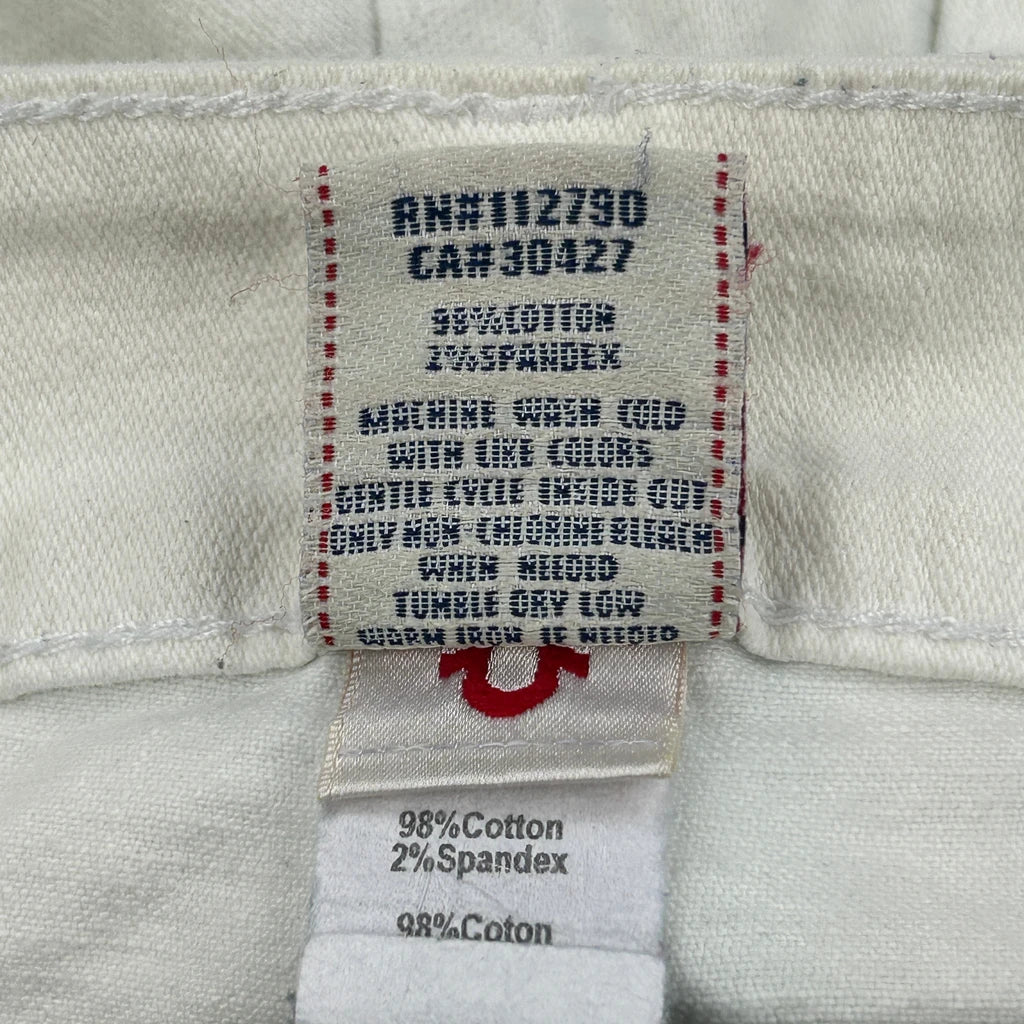 RN#112790
CA#30427
98%COTTON
2%SPANDEX
MACHINE WASH COLD
WITH LIKE COLORS
GENTLE CYCLE INSIDE OUT
ONLY NON-CHLORINE BLEACH
WHEN NEEDED
TUMBLE DRY LOW
WARM IRON IF NEEDED
98%Cotton
2%Spandex
98%Coton